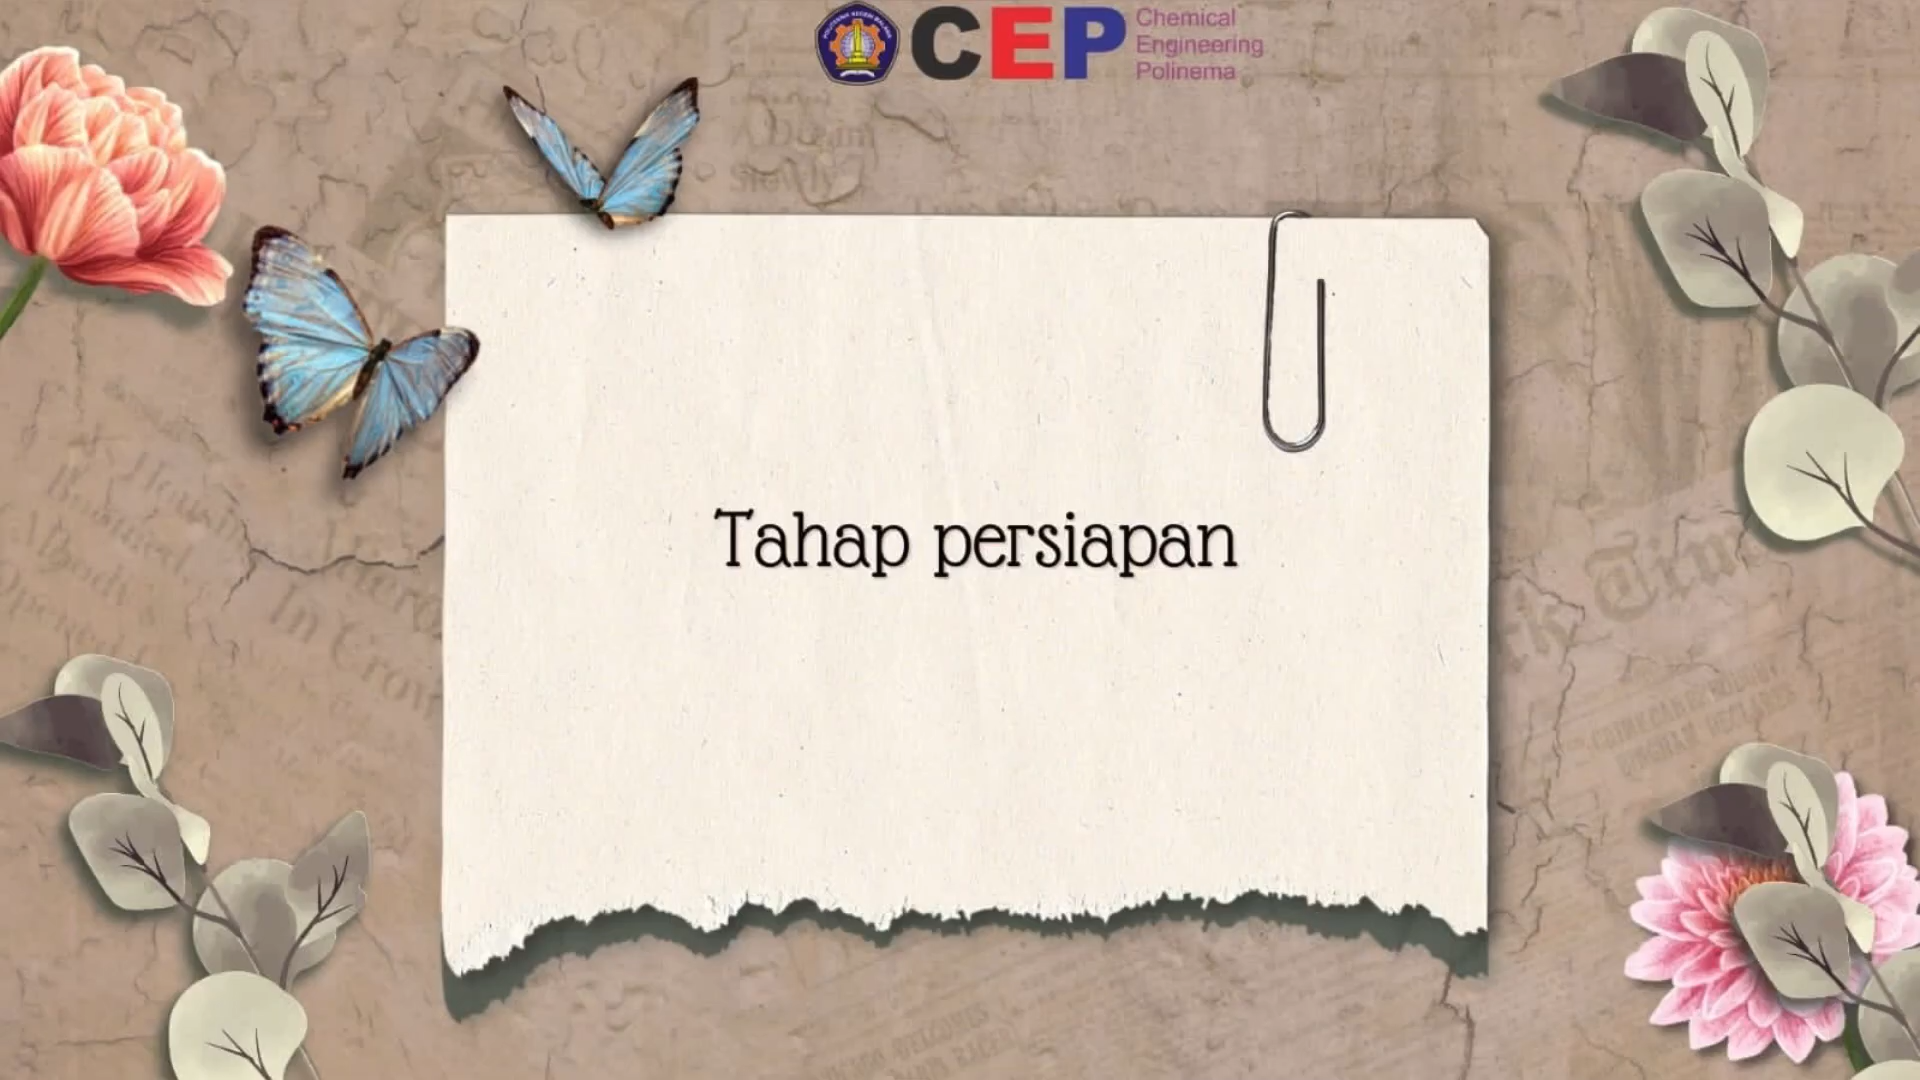 CEP
Chemical
Engineering
Polinema
Tahap persiapan